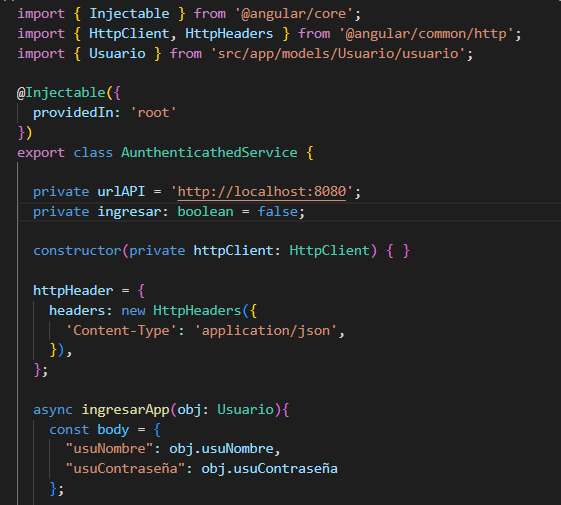 import { Injectable } from '@angular/core';
import { HttpClient, HttpHeaders } from '@angular/common/http';
import { Usuario } from 'src/app/models/Usuario/usuario';
@Injectable({
providedIn: 'root'
})
export class AunthenticathedService {
private urlAPI = 'http://localhost:8080';
private ingresar: boolean = false;
constructor(private httpClient: HttpClient) { }
httpHeader = {
headers: new HttpHeaders({
'Content-Type': 'application/json',
}),
};
async ingresarApp(obj: Usuario){
const body = {
"usuNombre": obj.usuNombre,
"usuContraseña": obj.usuContraseña
};